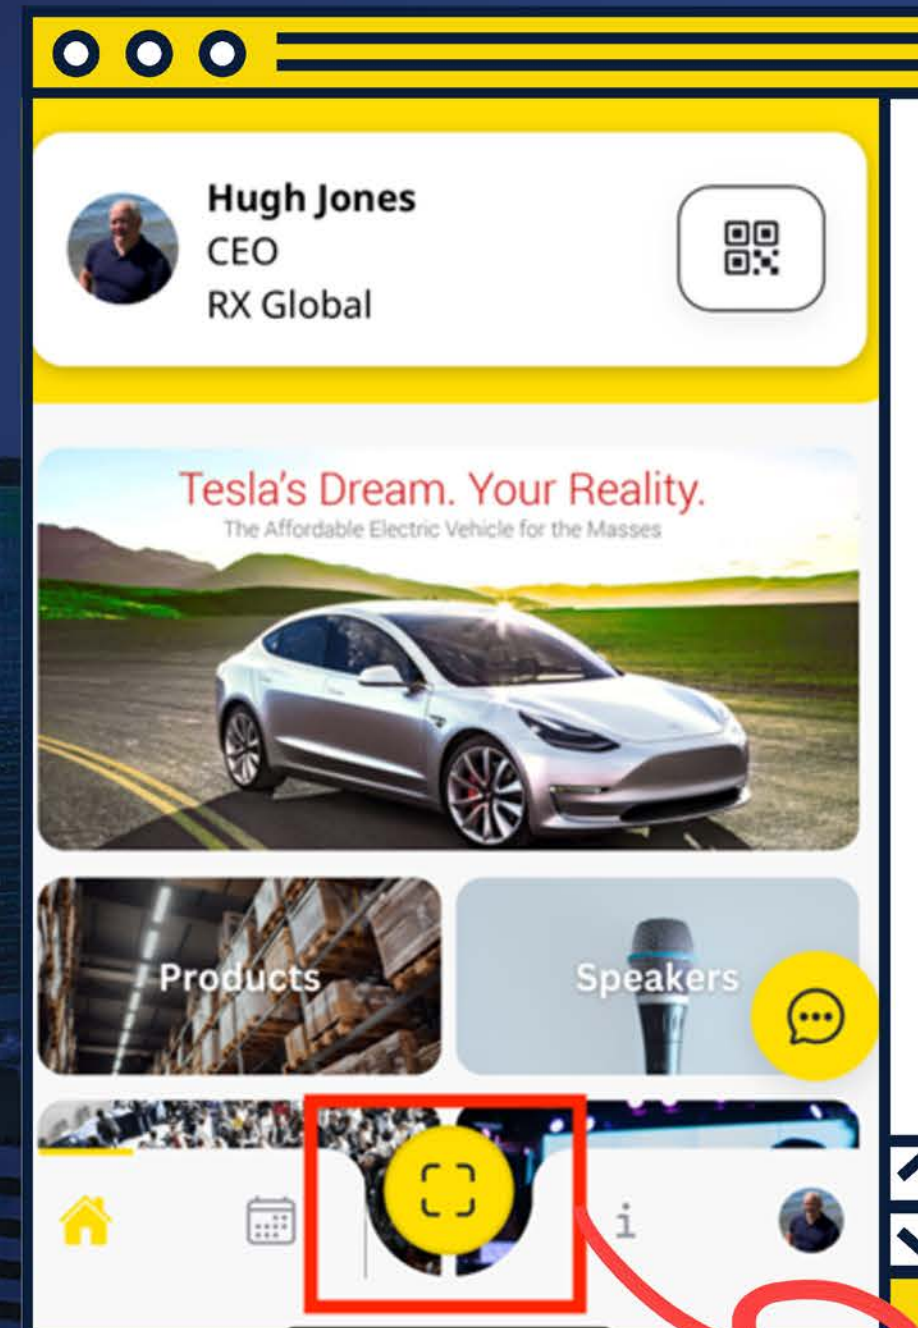 Hugh Jones
CEO
RX Global
Tesla's Dream. Your Reality.
The Affordable Electric Vehicle for the Masses
Products
Speakers